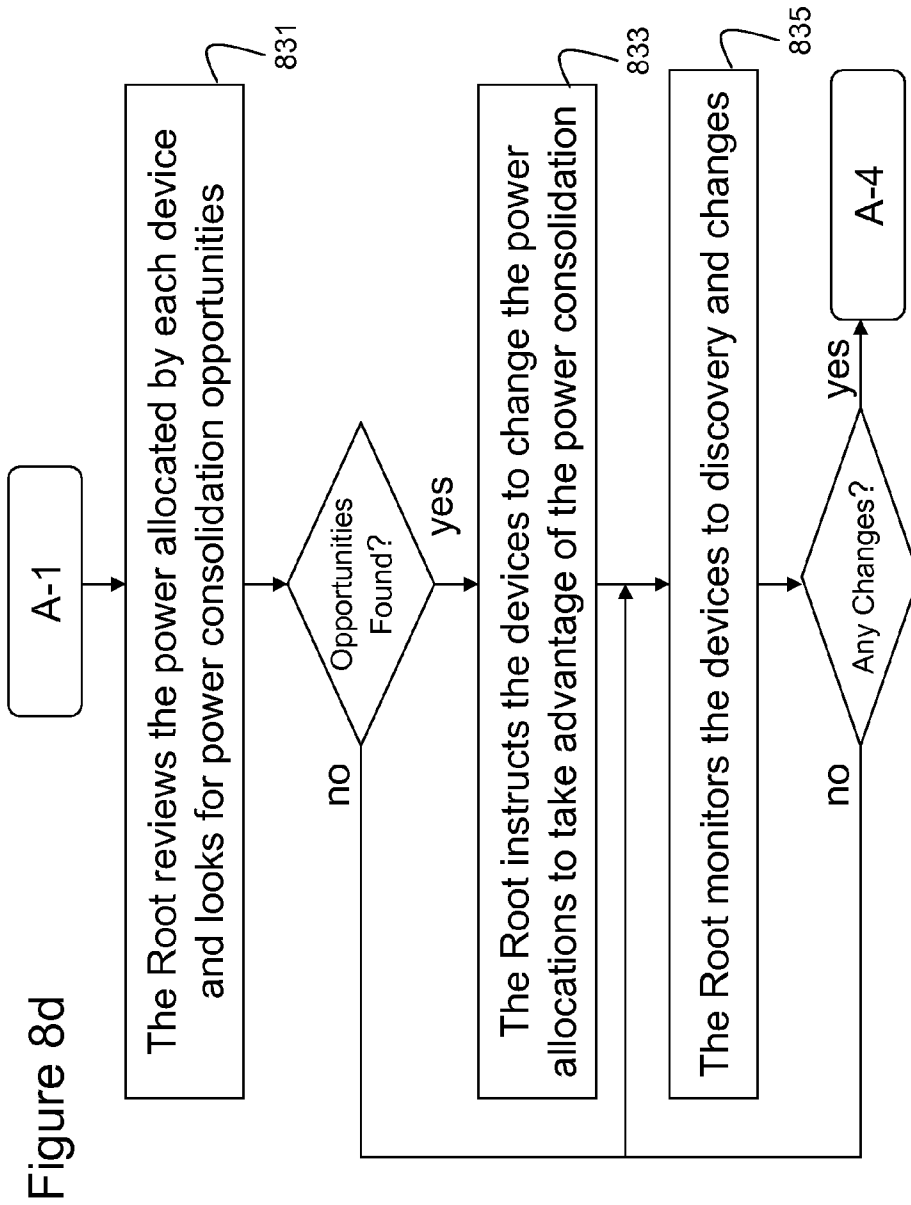 Figure 8d
A-1
The Root reviews the power allocated by each device
and looks for power consolidation opportunities
831
Opportunities
Found?
no
yes
The Root instructs the devices to change the power
allocations to take advantage of the power consolidation
833
The Root monitors the devices to discovery and changes
835
Any Changes?
no
yes
A-4